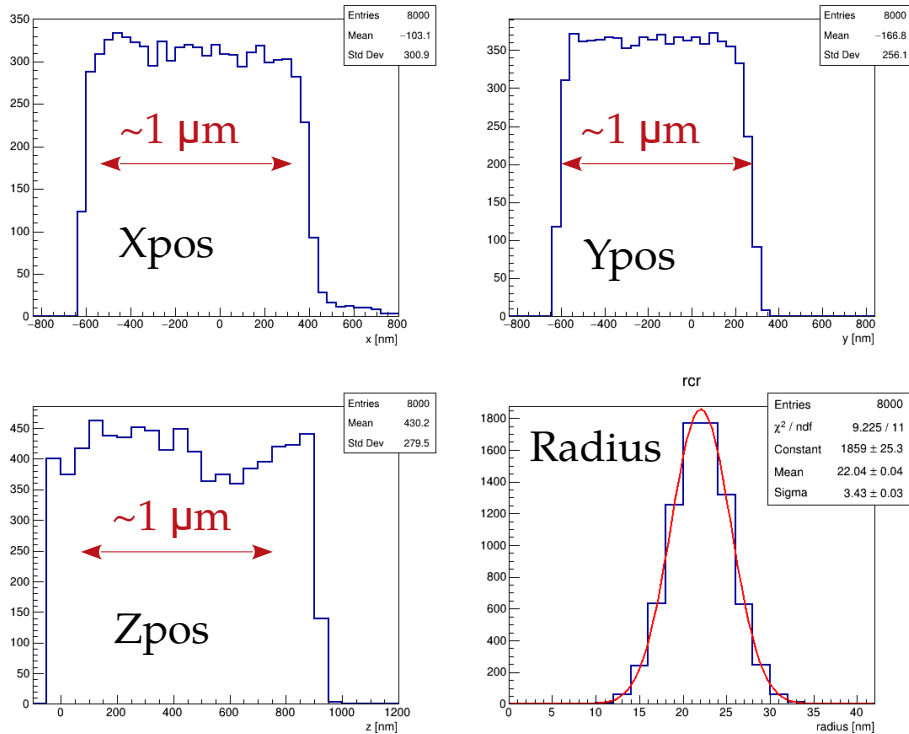 Entries 8000
Mean −103.1
Std Dev 300.9
350
300
250
200
150
100
50
0
~1 μm
Xpos
−800 −600 −400 −200 0 200 400 600 800
x [nm]
Entries 8000
Mean −166.8
Std Dev 256.1
350
300
250
200
150
100
50
0
~1 μm
Ypos
−800 −600 −400 −200 0 200 400 600 800
y [nm]
Entries 8000
Mean 430.2
Std Dev 279.5
450
400
350
300
250
200
150
100
50
0
~1 μm
Zpos
0 200 400 600 800 1000 1200
z [nm]
rcr
Entries 8000
χ² / ndf 9.225 / 11
Constant 1859 ± 25.3
Mean 22.04 ± 0.04
Sigma 3.43 ± 0.03
Radius
1800
1600
1400
1200
1000
800
600
400
200
0
0 5 10 15 20 25 30 35 40
radius [nm]